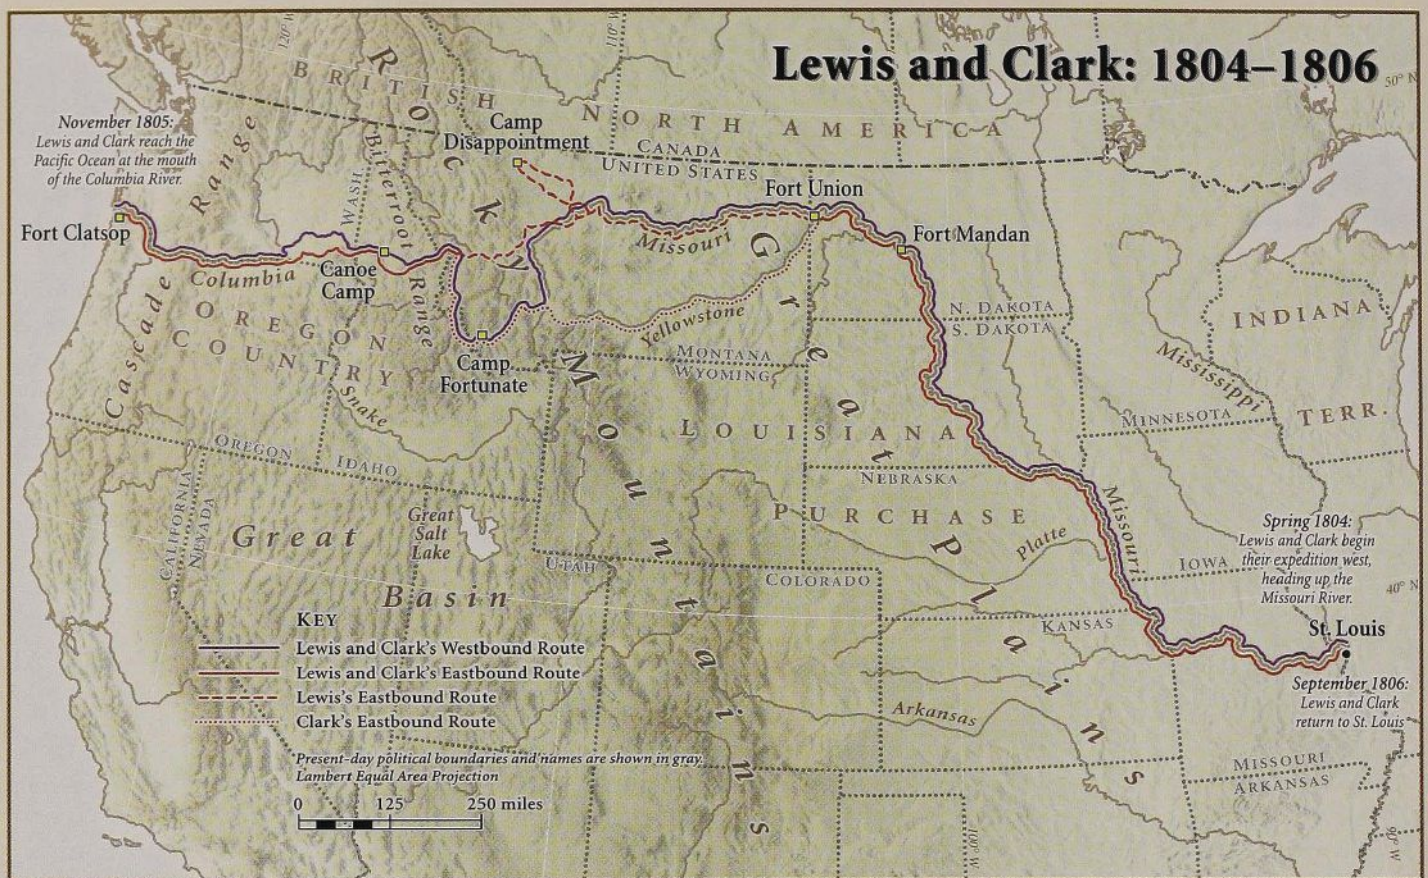 Lewis and Clark: 1804–1806
120° W
110° W
50° N
BRITISH NORTH AMERICA
CANADA
UNITED STATES
November 1805:
Lewis and Clark reach the
Pacific Ocean at the mouth
of the Columbia River.
Camp
Disappointment
Fort Clatsop
Cascade Range
WASH.
Bitterroot Range
Rocky Mountains
Fort Union
Fort Mandan
Missouri
Great Plains
Canoe
Camp
Columbia
OREGON
COUNTRY
Yellowstone
Camp
Fortunate
N. DAKOTA
S. DAKOTA
INDIANA
TERR.
Mississippi
MONTANA
WYOMING
Snake
LOUISIANA
PURCHASE
MINNESOTA
OREGON
IDAHO
NEBRASKA
CALIFORNIA
NEVADA
Great
Basin
Great
Salt
Lake
Missouri
Platte
UTAH
COLORADO
IOWA
Spring 1804:
Lewis and Clark begin
their expedition west,
heading up the
Missouri River.
40° N
KANSAS
St. Louis
September 1806:
Lewis and Clark
return to St. Louis
Arkansas
MISSOURI
ARKANSAS
KEY
Lewis and Clark's Westbound Route
Lewis and Clark's Eastbound Route
Lewis's Eastbound Route
Clark's Eastbound Route
Present-day political boundaries and names are shown in gray.
Lambert Equal Area Projection
0 125 250 miles
100° W
90° W